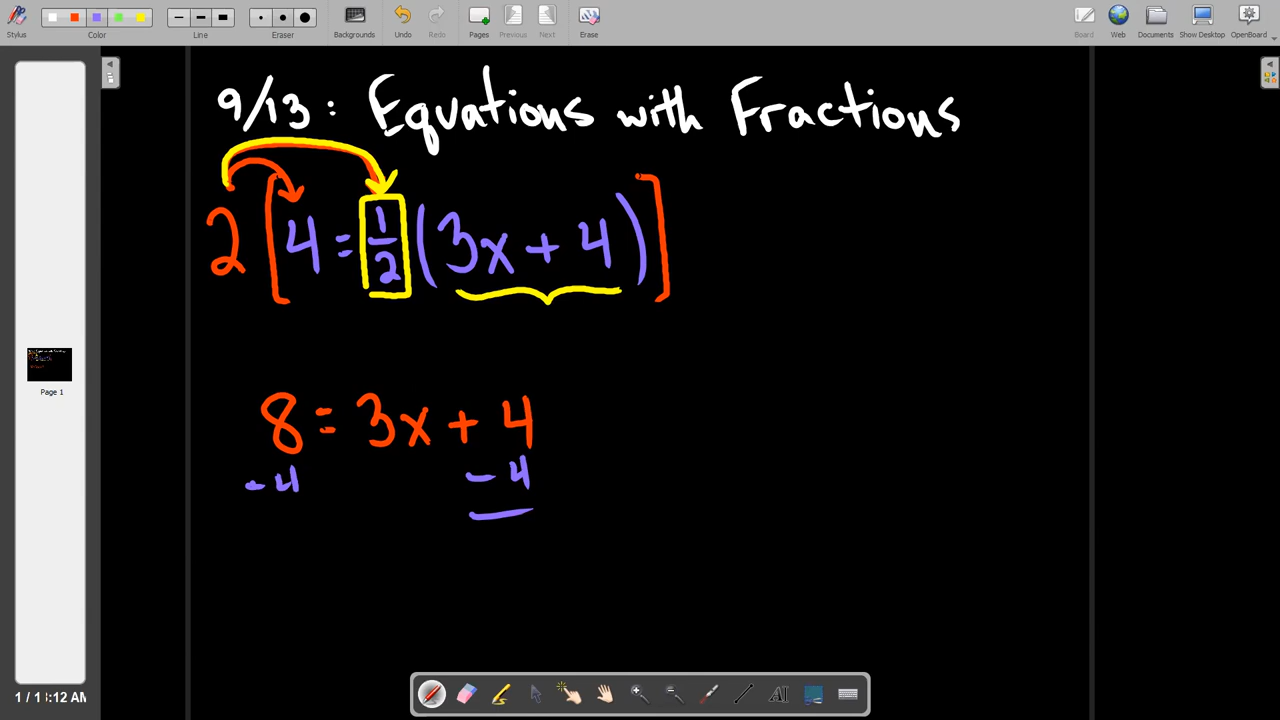 Stylus Color Line Eraser Backgrounds Undo Redo Pages Previous Next Erase Board Web Documents Show Desktop OpenBoard
9/13: Equations with Fractions
2[4=1/2(3x+4)]
8=3x+4
-4 -4
Page 1
AI